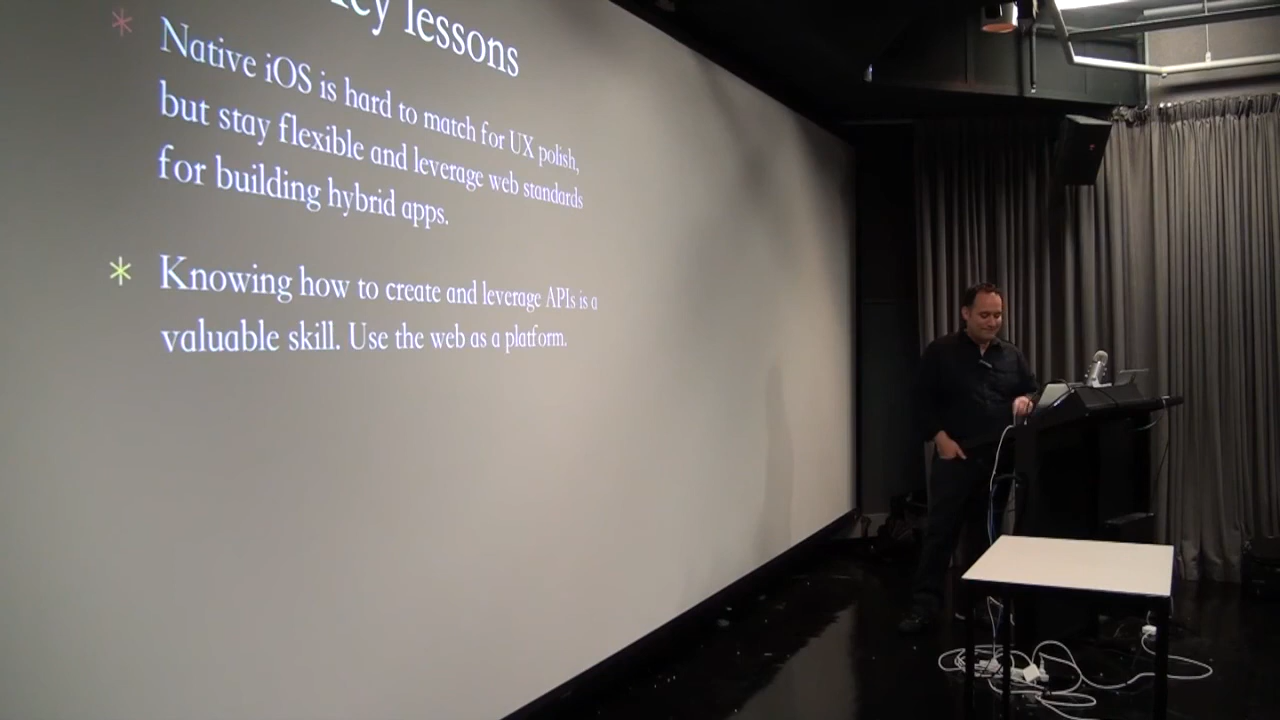 lessons
* Native iOS is hard to match for UX polish,
but stay flexible and leverage web standards
for building hybrid apps.
* Knowing how to create and leverage APIs is a
valuable skill. Use the web as a platform.